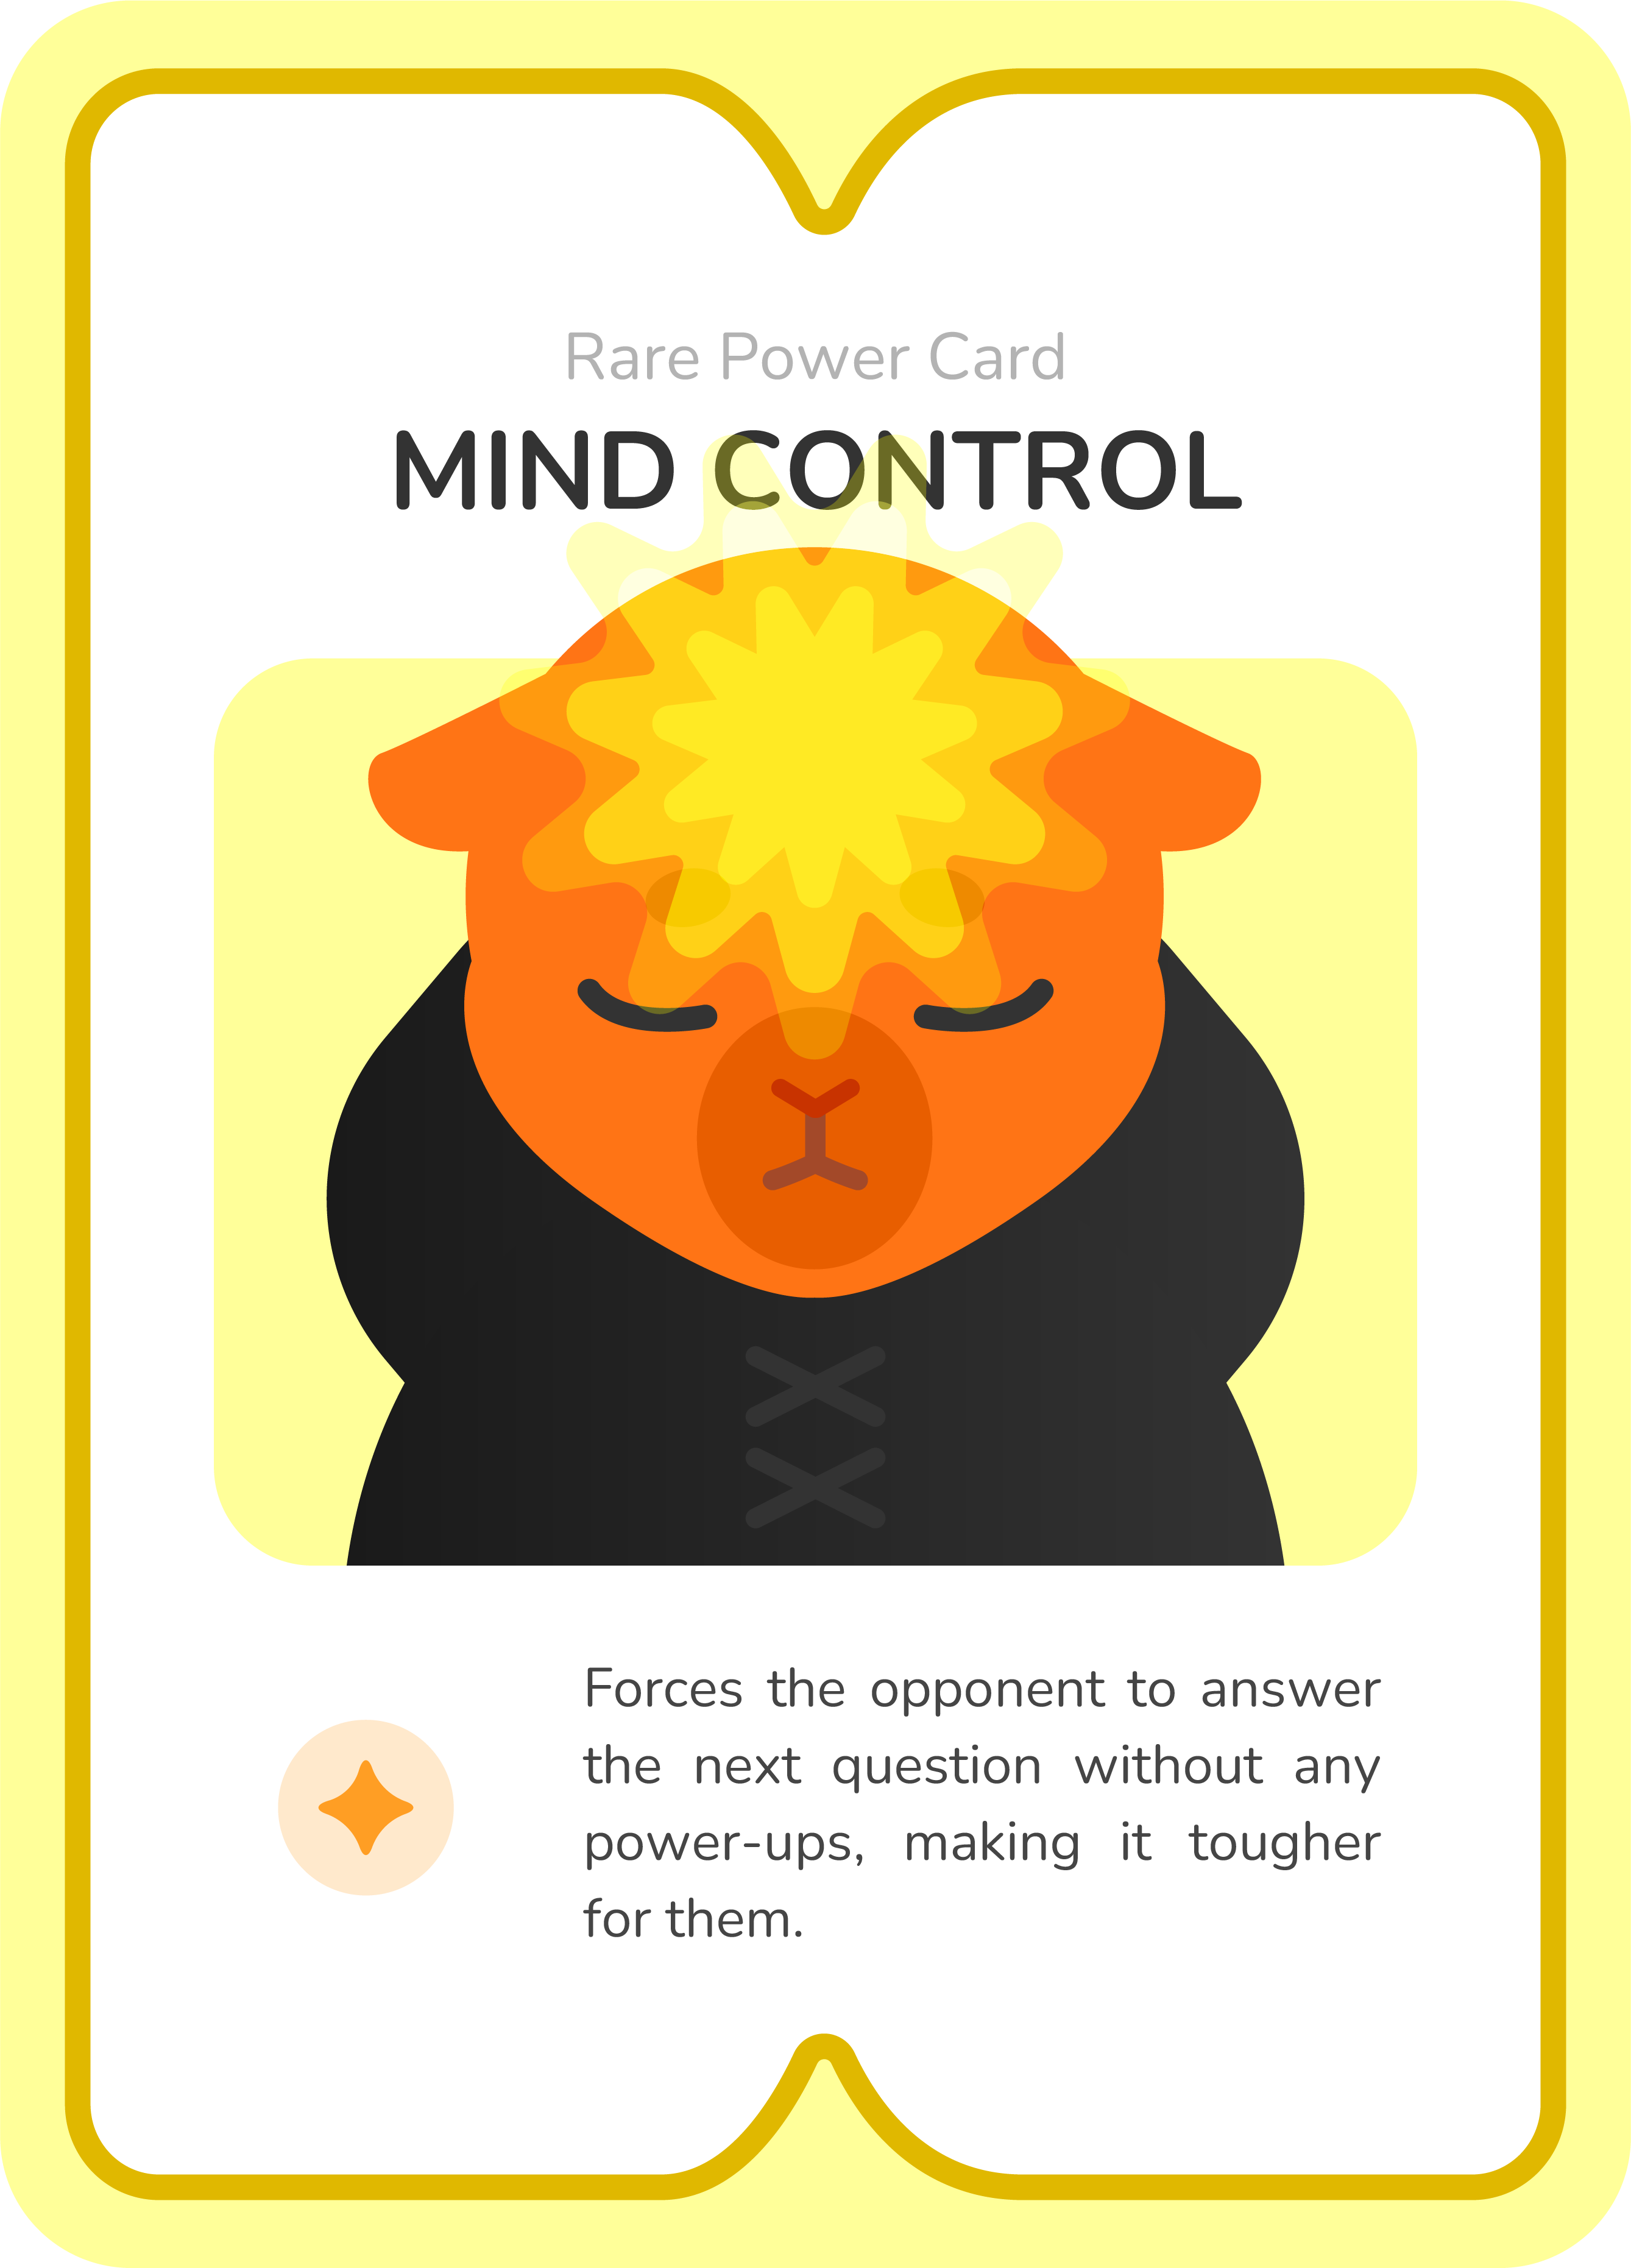 Rare Power Card
MIND CONTROL
Forces the opponent to answer
the next question without any
power-ups, making it tougher
for them.